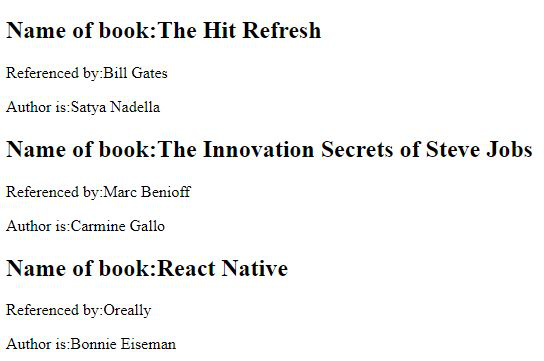 Name of book:The Hit Refresh
Referenced by:Bill Gates
Author is:Satya Nadella
Name of book:The Innovation Secrets of Steve Jobs
Referenced by:Marc Benioff
Author is:Carmine Gallo
Name of book:React Native
Referenced by:Oreally
Author is:Bonnie Eiseman